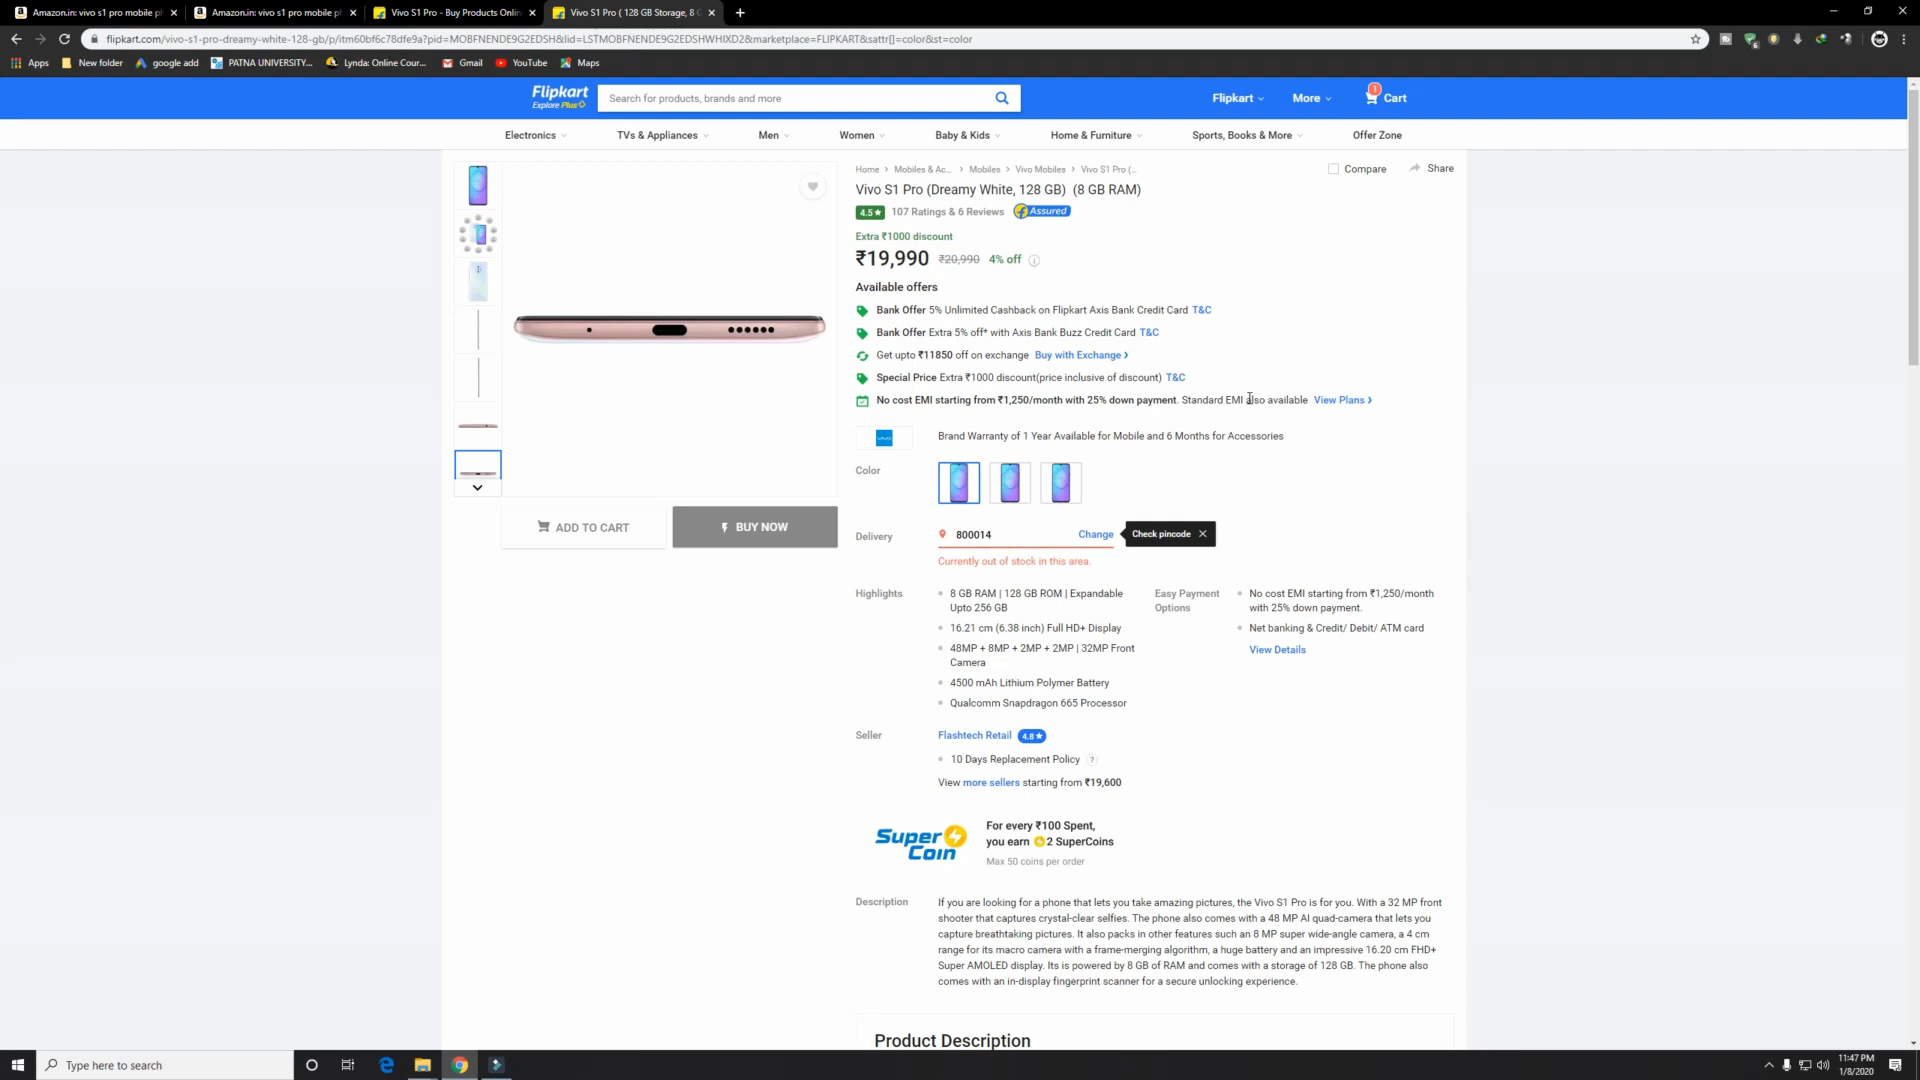 Amazon.in: vivo s1 pro mobile ph
Amazon.in: vivo s1 pro mobile ph
Vivo S1 Pro - Buy Products Onlin
Vivo S1 Pro ( 128 GB Storage, 8 G
flipkart.com/vivo-s1-pro-dreamy-white-128-gb/p/itm60bf6c78dfe9a?pid=MOBFNENDE9G2EDSH&lid=LSTMOBFNENDE9G2EDSHWHIXD2&marketplace=FLIPKART&sattr[]=color&st=color
Apps New folder google add PATNA UNIVERSITY... Lynda: Online Cour... Gmail YouTube Maps
Flipkart
Explore Plus
Search for products, brands and more
Flipkart More 1 Cart
Electronics TVs & Appliances Men Women Baby & Kids Home & Furniture Sports, Books & More Offer Zone
Home > Mobiles & Ac... > Mobiles > Vivo Mobiles > Vivo S1 Pro (...
Compare Share
Vivo S1 Pro (Dreamy White, 128 GB) (8 GB RAM)
4.5★ 107 Ratings & 6 Reviews Assured
Extra ₹1000 discount
₹19,990 ₹20,990 4% off
Available offers
Bank Offer 5% Unlimited Cashback on Flipkart Axis Bank Credit Card T&C
Bank Offer Extra 5% off* with Axis Bank Buzz Credit Card T&C
Get upto ₹11850 off on exchange Buy with Exchange >
Special Price Extra ₹1000 discount(price inclusive of discount) T&C
No cost EMI starting from ₹1,250/month with 25% down payment. Standard EMI also available View Plans >
vivo Brand Warranty of 1 Year Available for Mobile and 6 Months for Accessories
Color
ADD TO CART BUY NOW
Delivery 800014 Change Check pincode
Currently out of stock in this area.
Highlights
8 GB RAM | 128 GB ROM | Expandable
Upto 256 GB
16.21 cm (6.38 inch) Full HD+ Display
48MP + 8MP + 2MP + 2MP | 32MP Front
Camera
4500 mAh Lithium Polymer Battery
Qualcomm Snapdragon 665 Processor
Easy Payment
Options
No cost EMI starting from ₹1,250/month
with 25% down payment.
Net banking & Credit/ Debit/ ATM card
View Details
Seller Flashtech Retail 4.8★
10 Days Replacement Policy ?
View more sellers starting from ₹19,600
Super
Coin
For every ₹100 Spent,
you earn 2 SuperCoins
Max 50 coins per order
Description
If you are looking for a phone that lets you take amazing pictures, the Vivo S1 Pro is for you. With a 32 MP front
shooter that captures crystal-clear selfies. The phone also comes with a 48 MP AI quad-camera that lets you
capture breathtaking pictures. It also packs in other features such an 8 MP super wide-angle camera, a 4 cm
range for its macro camera with a frame-merging algorithm, a huge battery and an impressive 16.20 cm FHD+
Super AMOLED display. Its is powered by 8 GB of RAM and comes with a storage of 128 GB. The phone also
comes with an in-display fingerprint scanner for a secure unlocking experience.
Product Description
Type here to search
11:47 PM
1/8/2020